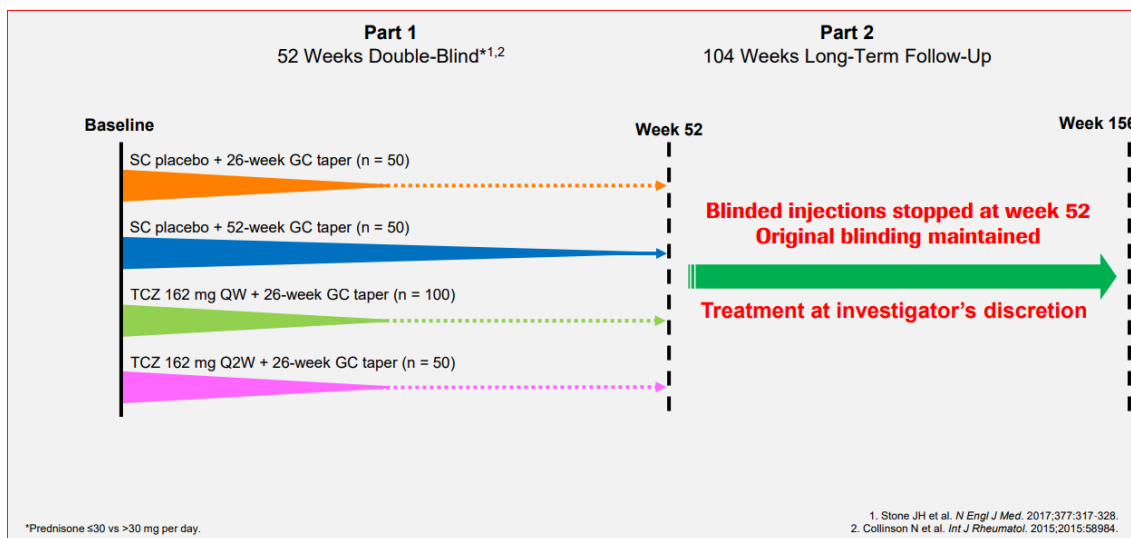 Part 1
52 Weeks Double-Blind*1,2
Part 2
104 Weeks Long-Term Follow-Up
Baseline
Week 52
Week 156
SC placebo + 26-week GC taper (n = 50)
SC placebo + 52-week GC taper (n = 50)
TCZ 162 mg QW + 26-week GC taper (n = 100)
TCZ 162 mg Q2W + 26-week GC taper (n = 50)
Blinded injections stopped at week 52
Original blinding maintained
Treatment at investigator's discretion
*Prednisone ≤30 vs >30 mg per day.
1. Stone JH et al. N Engl J Med. 2017;377:317-328.
2. Collinson N et al. Int J Rheumatol. 2015;2015:58984.